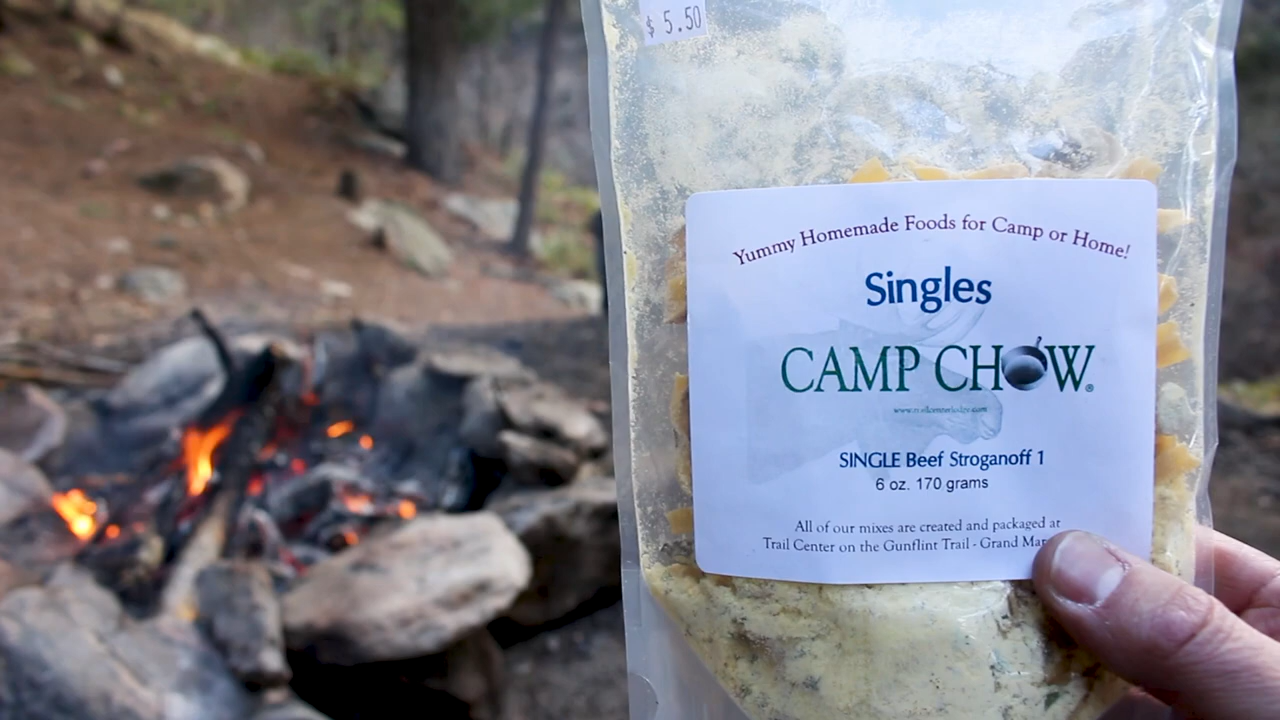 $ 5.50
Yummy Homemade Foods for Camp or Home!
Singles
CAMP CHOW®
SINGLE Beef Stroganoff 1
6 oz. 170 grams
All of our mixes are created and packaged at
Trail Center on the Gunflint Trail - Grand